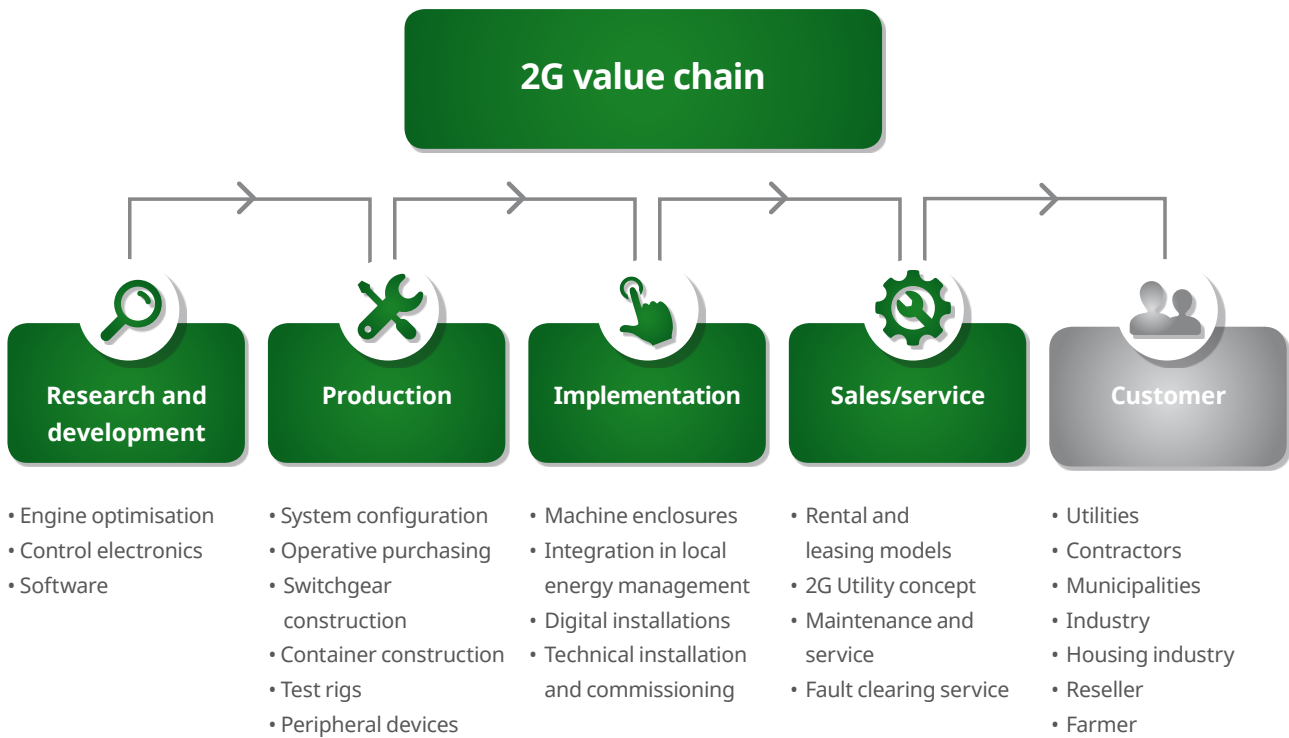 2G value chain
Research and
development
• Engine optimisation
• Control electronics
• Software
Production
• System configuration
• Operative purchasing
• Switchgear
construction
• Container construction
• Test rigs
• Peripheral devices
Implementation
• Machine enclosures
• Integration in local
energy management
• Digital installations
• Technical installation
and commissioning
Sales/service
• Rental and
leasing models
• 2G Utility concept
• Maintenance and
service
• Fault clearing service
Customer
• Utilities
• Contractors
• Municipalities
• Industry
• Housing industry
• Reseller
• Farmer